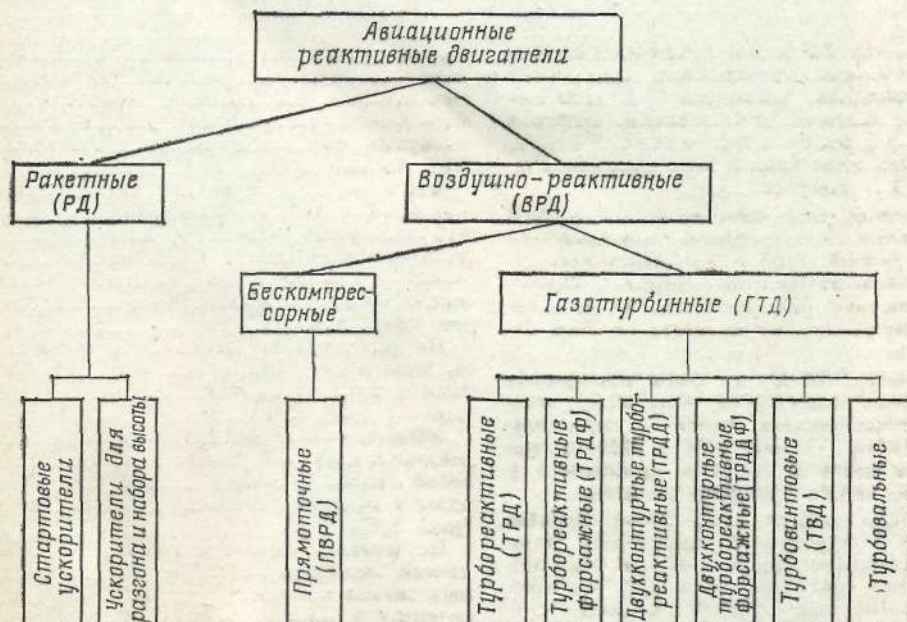 Авиационные
реактивные двигатели
Ракетные
(РД)
Воздушно-реактивные
(ВРД)
Бескомпрес-
сорные
Газотурбинные (ГТД)
Стартовые
ускорители
Ускорители для
разгона и набора высоты
Прямоточные
(ПВРД)
Турбореактивные
(ТРД)
Турбореактивные
форсажные (ТРДФ)
Двухконтурные турбо-
реактивные (ТРДД)
Двухконтурные
турбореактивные
форсажные (ТРДДФ)
Турбовинтовые
(ТВД)
Турбовальные